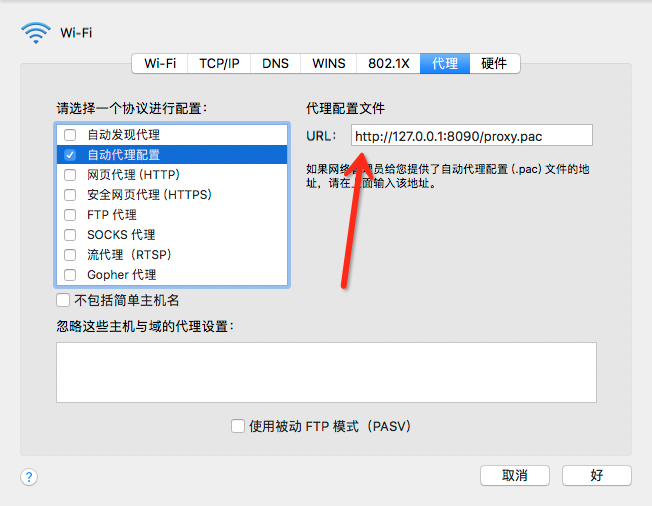 Wi-Fi
Wi-Fi TCP/IP DNS WINS 802.1X 代理 硬件
请选择一个协议进行配置：
自动发现代理
自动代理配置
网页代理 (HTTP)
安全网页代理 (HTTPS)
FTP 代理
SOCKS 代理
流代理（RTSP）
Gopher 代理
不包括简单主机名
代理配置文件
URL： http://127.0.0.1:8090/proxy.pac
如果网络管理员给您提供了自动代理配置 (.pac) 文件的地
址，请在上面输入该地址。
忽略这些主机与域的代理设置：
使用被动 FTP 模式（PASV）
?
取消
好